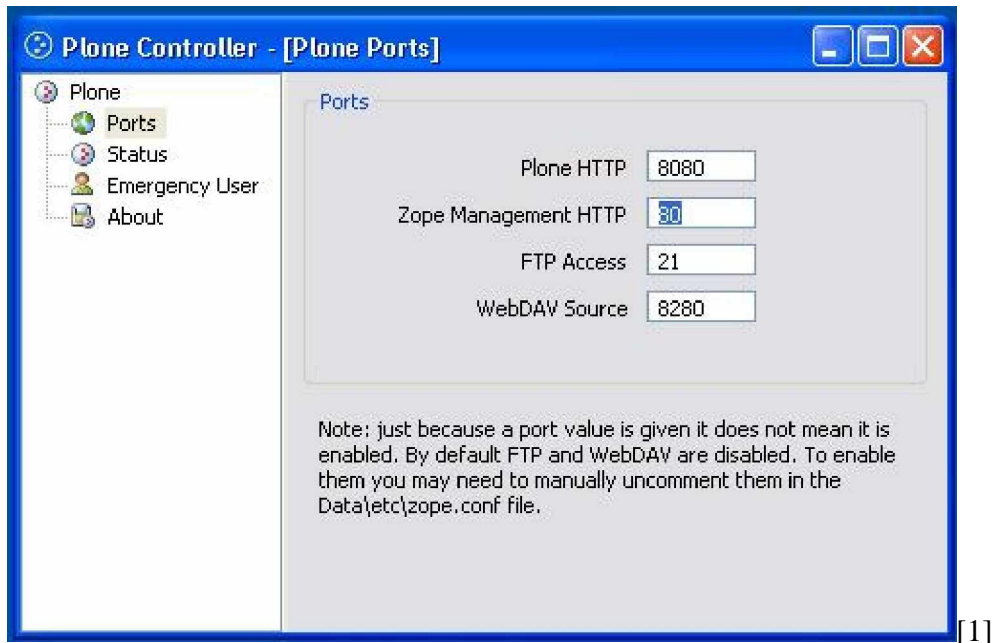 Plone Controller - [Plone Ports]
Plone
Ports
Status
Emergency User
About
Ports
Plone HTTP 8080
Zope Management HTTP 80
FTP Access 21
WebDAV Source 8280
Note: just because a port value is given it does not mean it is
enabled. By default FTP and WebDAV are disabled. To enable
them you may need to manually uncomment them in the
Data\etc\zope.conf file.
[1]